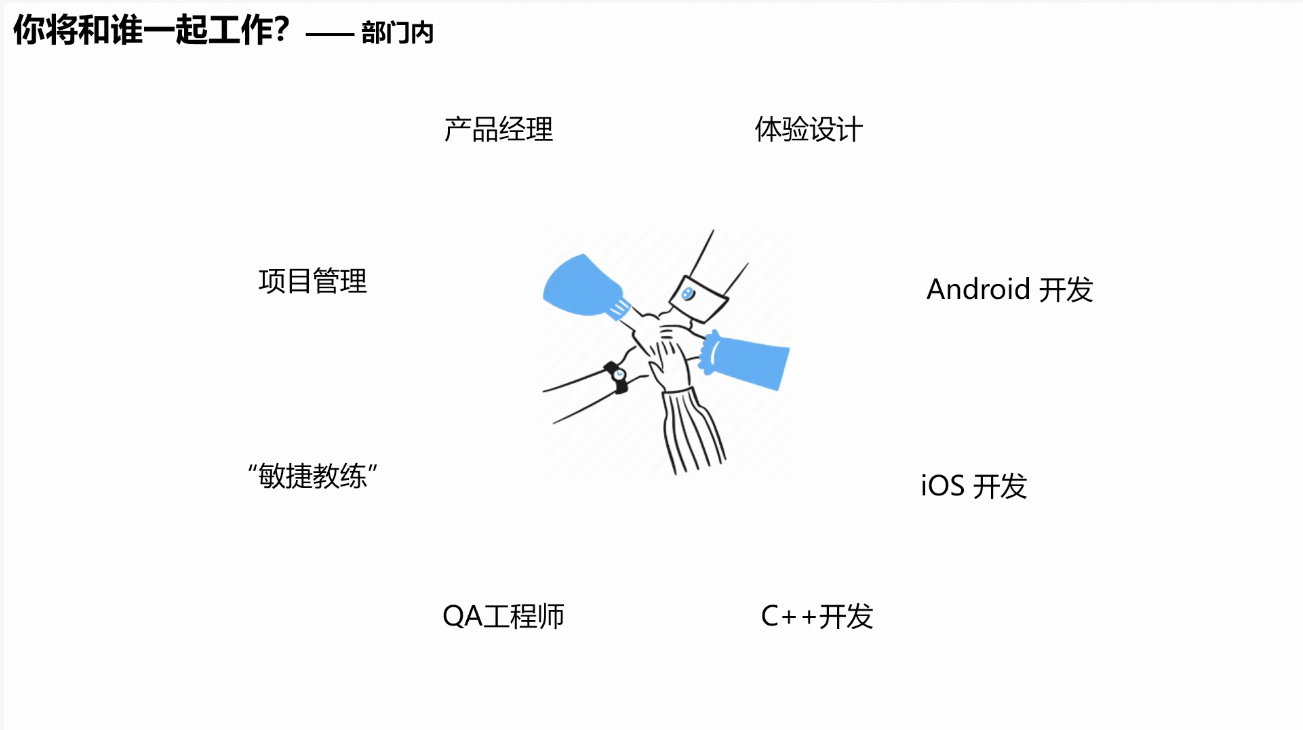 你将和谁一起工作？—— 部门内
产品经理
体验设计
项目管理
Android 开发
“敏捷教练”
iOS 开发
QA工程师
C++开发